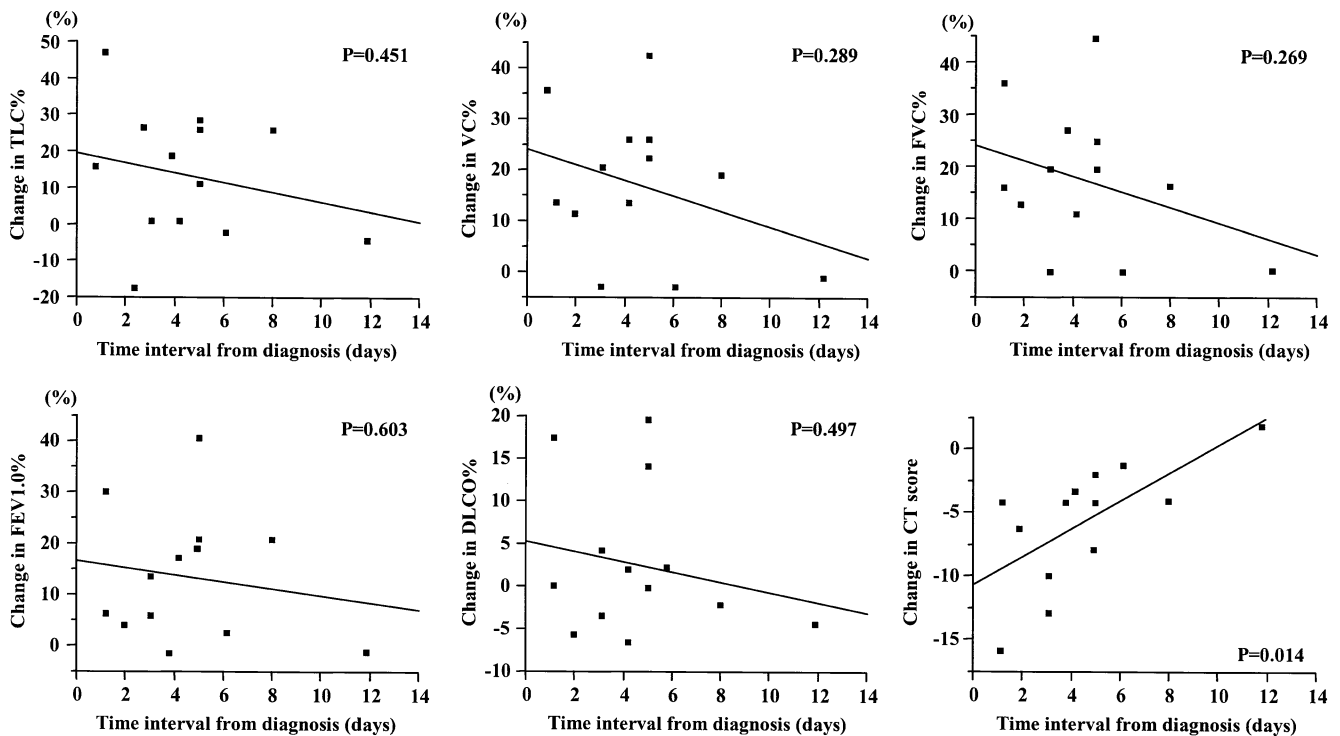 (%)
Change in TLC%
P=0.451
50
40
30
20
10
0
-10
-20
0 2 4 6 8 10 12 14
Time interval from diagnosis (days)
(%)
Change in VC%
P=0.289
40
30
20
10
0
0 2 4 6 8 10 12 14
Time interval from diagnosis (days)
(%)
Change in FVC%
P=0.269
40
30
20
10
0
0 2 4 6 8 10 12 14
Time interval from diagnosis (days)
(%)
Change in FEV1.0%
P=0.603
40
30
20
10
0
0 2 4 6 8 10 12 14
Time interval from diagnosis (days)
(%)
Change in DLCO%
P=0.497
20
15
10
5
0
-5
-10
0 2 4 6 8 10 12 14
Time interval from diagnosis (days)
Change in CT score
0
-5
-10
-15
P=0.014
0 2 4 6 8 10 12 14
Time interval from diagnosis (days)